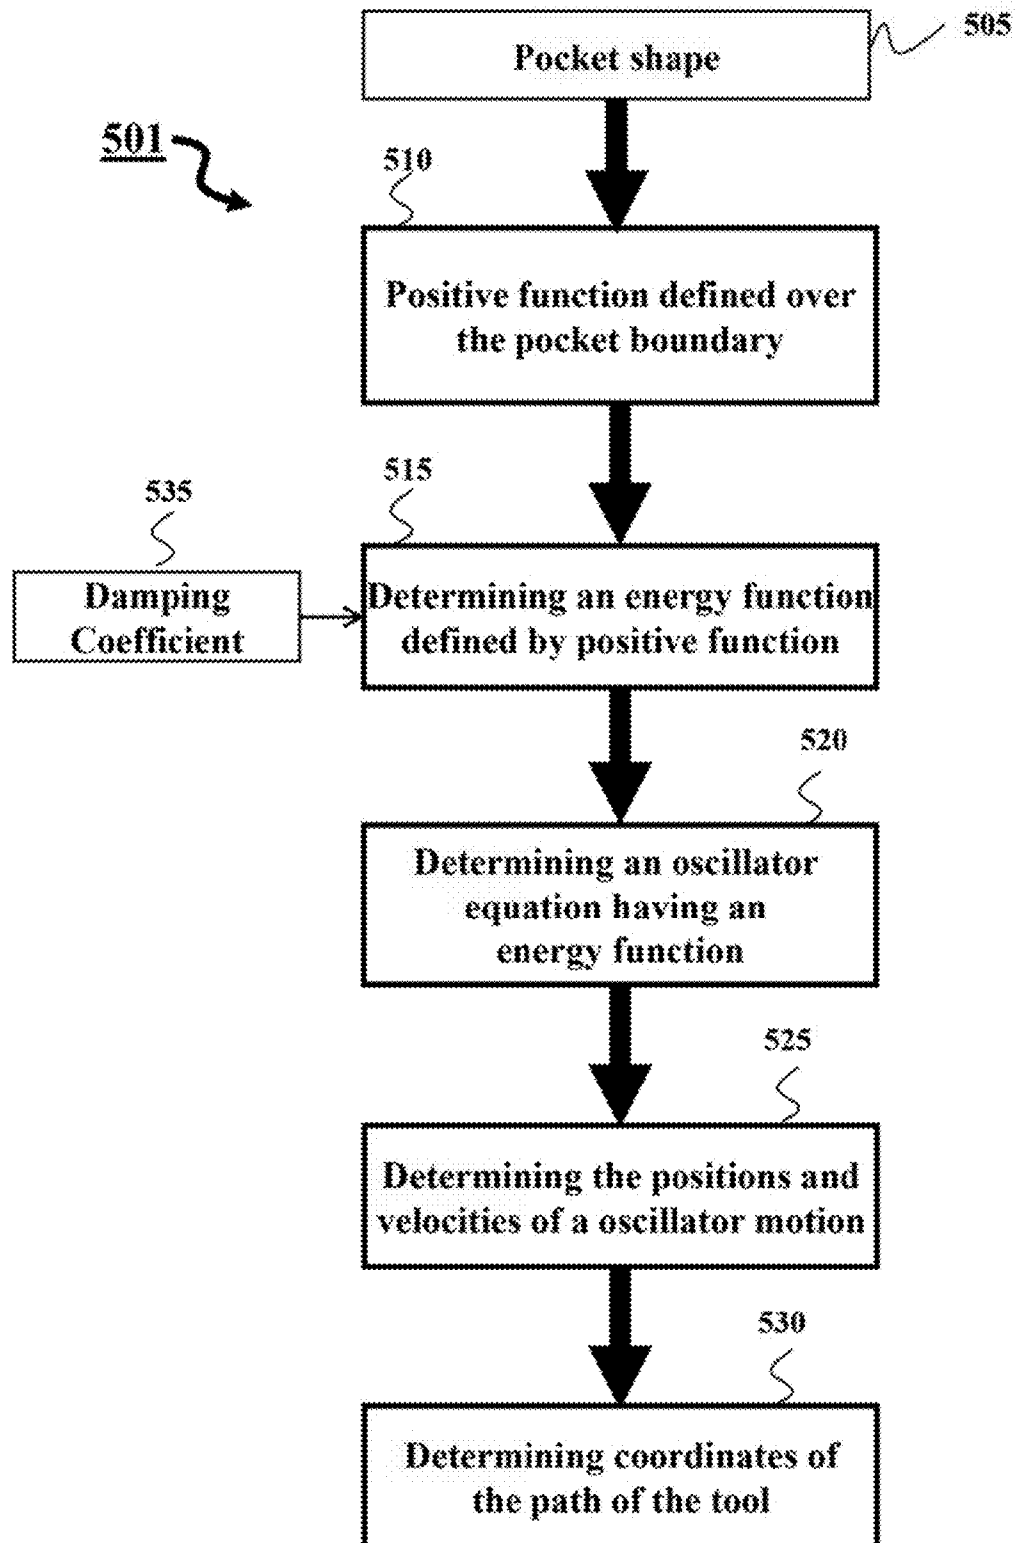 505
Pocket shape
501
510
Positive function defined over
the pocket boundary
515
535
Damping
Coefficient
Determining an energy function
defined by positive function
520
Determining an oscillator
equation having an
energy function
525
Determining the positions and
velocities of a oscillator motion
530
Determining coordinates of
the path of the tool